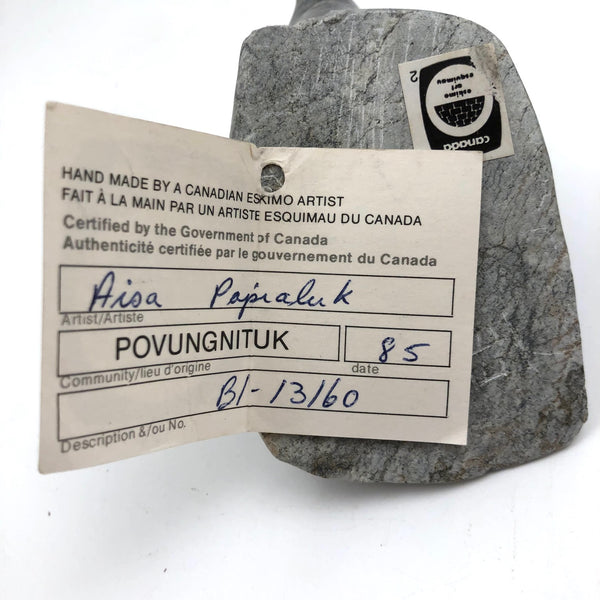 HAND MADE BY A CANADIAN ESKIMO ARTIST
FAIT À LA MAIN PAR UN ARTISTE ESQUIMAU DU CANADA
Certified by the Government of Canada
Authenticité certifiée par le gouvernement du Canada
Aisa Papialuk
Artist/Artiste
POVUNGNITUK
85
Community/lieu d'origine
date
B1-13160
Description &/ou No.
canada
eskimo
art
esquimau
2